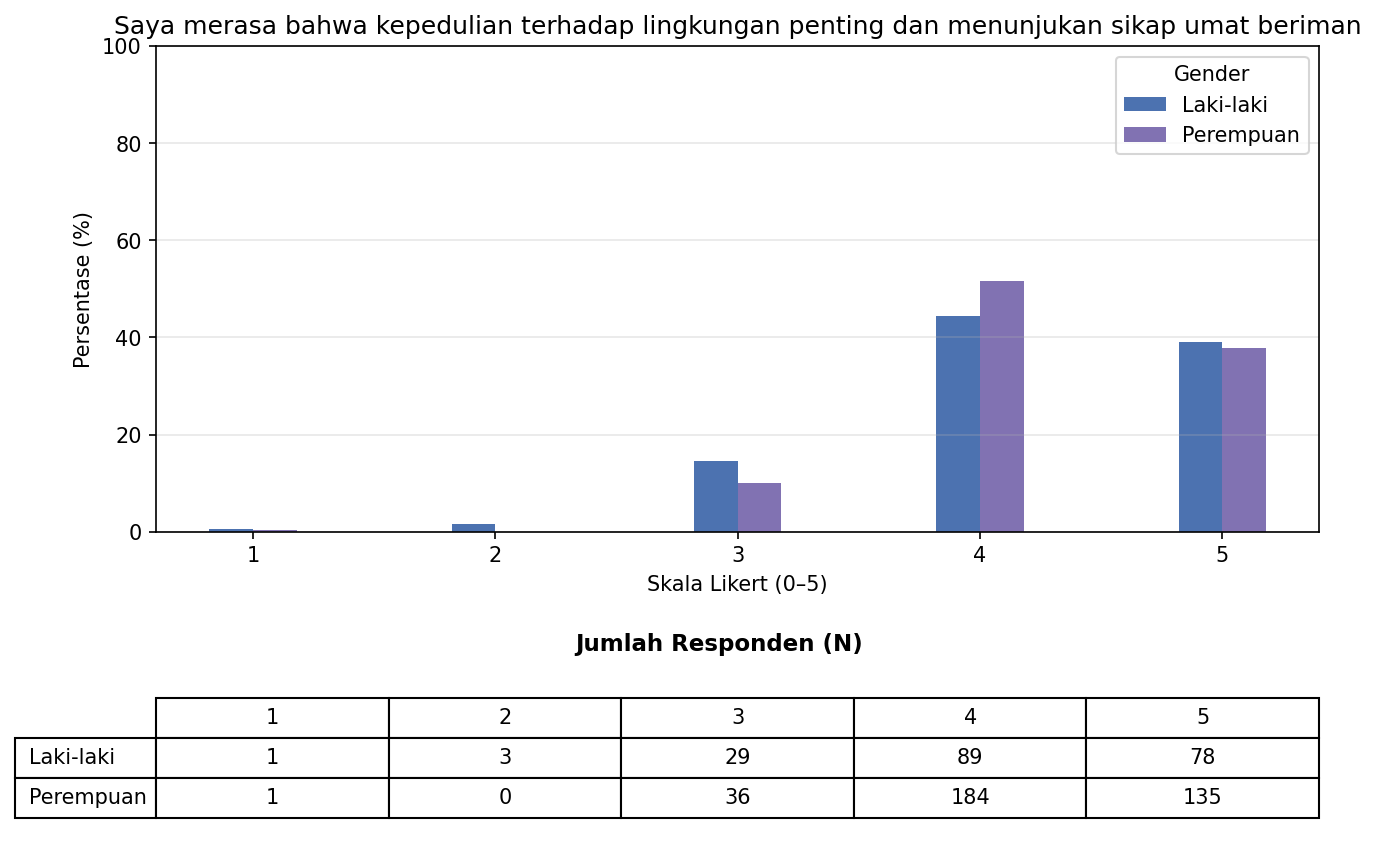 Saya merasa bahwa kepedulian terhadap lingkungan penting dan menunjukan sikap umat beriman
100
80
60
40
20
0
Persentase (%)
Gender
Laki-laki
Perempuan
1 2 3 4 5
Skala Likert (0–5)
Jumlah Responden (N)
1 2 3 4 5
Laki-laki 1 3 29 89 78
Perempuan 1 0 36 184 135